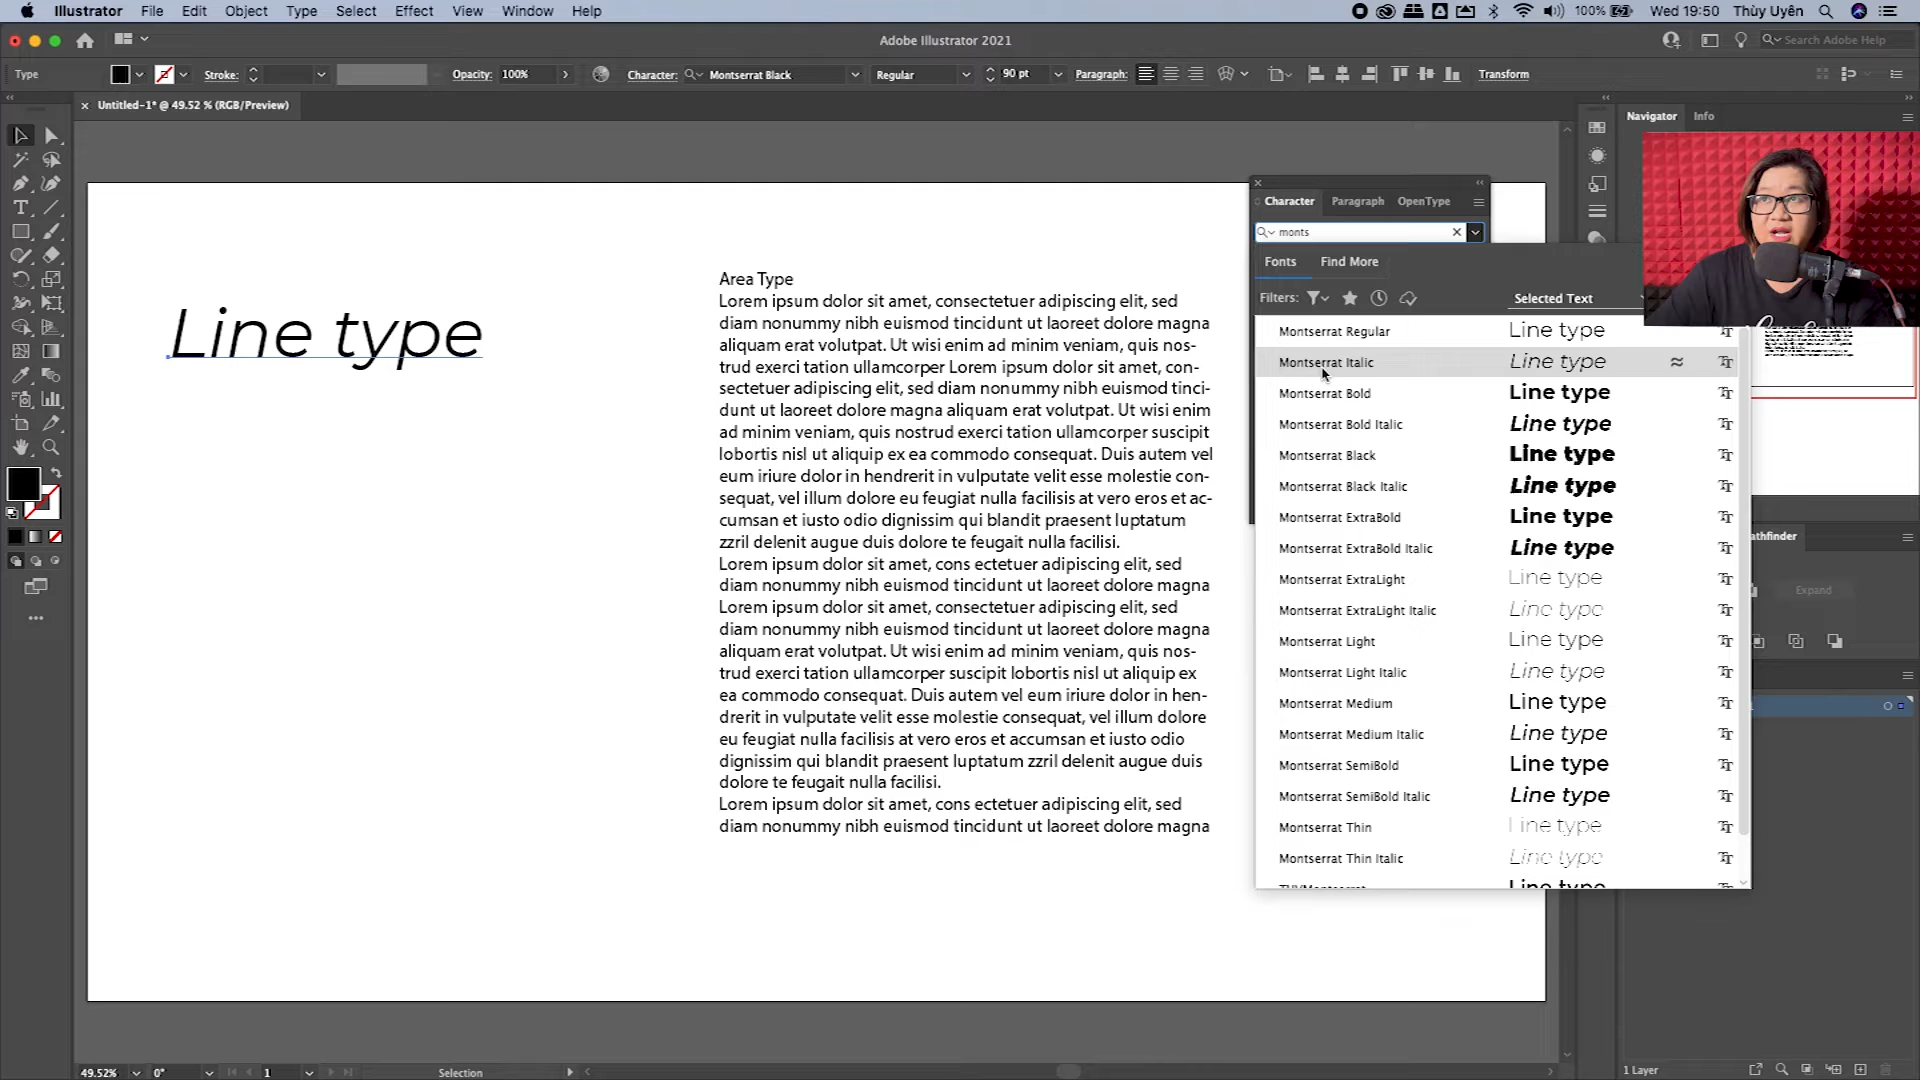 Illustrator File Edit Object Type Select Effect View Window Help
100% Wed 19:50 Thùy Uyên
Adobe Illustrator 2021
Search Adobe Help
Type Stroke: Opacity: 100% Character: Montserrat Black Regular 90 pt Paragraph: Transform
Untitled-1* @ 49.52 % (RGB/Preview)
Navigator Info
Line type
Area Type
Lorem ipsum dolor sit amet, consectetuer adipiscing elit, sed
diam nonummy nibh euismod tincidunt ut laoreet dolore magna
aliquam erat volutpat. Ut wisi enim ad minim veniam, quis nos-
trud exerci tation ullamcorper Lorem ipsum dolor sit amet, con-
sectetuer adipiscing elit, sed diam nonummy nibh euismod tinci-
dunt ut laoreet dolore magna aliquam erat volutpat. Ut wisi enim
ad minim veniam, quis nostrud exerci tation ullamcorper suscipit
lobortis nisl ut aliquip ex ea commodo consequat. Duis autem vel
eum iriure dolor in hendrerit in vulputate velit esse molestie con-
sequat, vel illum dolore eu feugiat nulla facilisis at vero eros et ac-
cumsan et iusto odio dignissim qui blandit praesent luptatum
zzril delenit augue duis dolore te feugait nulla facilisi.
Lorem ipsum dolor sit amet, cons ectetuer adipiscing elit, sed
diam nonummy nibh euismod tincidunt ut laoreet dolore magna
Lorem ipsum dolor sit amet, consectetuer adipiscing elit, sed
diam nonummy nibh euismod tincidunt ut laoreet dolore magna
aliquam erat volutpat. Ut wisi enim ad minim veniam, quis nos-
trud exerci tation ullamcorper suscipit lobortis nisl ut aliquip ex
ea commodo consequat. Duis autem vel eum iriure dolor in hen-
drerit in vulputate velit esse molestie consequat, vel illum dolore
eu feugiat nulla facilisis at vero eros et accumsan et iusto odio
dignissim qui blandit praesent luptatum zzril delenit augue duis
dolore te feugait nulla facilisi.
Lorem ipsum dolor sit amet, cons ectetuer adipiscing elit, sed
diam nonummy nibh euismod tincidunt ut laoreet dolore magna
Character Paragraph OpenType
monts
Fonts Find More
Filters: Selected Text
Montserrat Regular Line type
Montserrat Italic Line type
Montserrat Bold Line type
Montserrat Bold Italic Line type
Montserrat Black Line type
Montserrat Black Italic Line type
Montserrat ExtraBold Line type
Montserrat ExtraBold Italic Line type
Montserrat ExtraLight Line type
Montserrat ExtraLight Italic Line type
Montserrat Light Line type
Montserrat Light Italic Line type
Montserrat Medium Line type
Montserrat Medium Italic Line type
Montserrat SemiBold Line type
Montserrat SemiBold Italic Line type
Montserrat Thin Line type
Montserrat Thin Italic Line type
Line type
athfinder
Expand
49.52% 0° 1 Selection
1 Layer